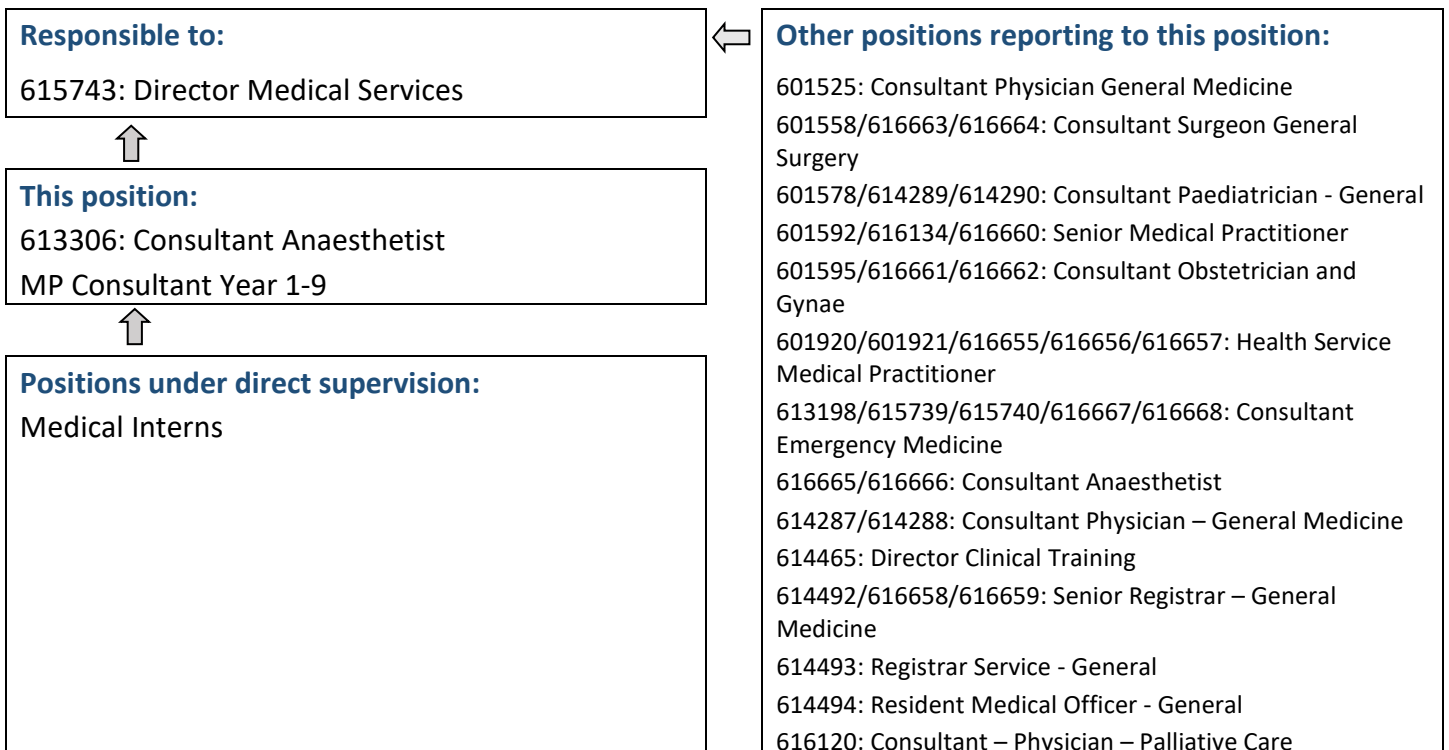 Responsible to:
615743: Director Medical Services
This position:
613306: Consultant Anaesthetist
MP Consultant Year 1-9
Positions under direct supervision:
Medical Interns
Other positions reporting to this position:
601525: Consultant Physician General Medicine
601558/616663/616664: Consultant Surgeon General
Surgery
601578/614289/614290: Consultant Paediatrician - General
601592/616134/616660: Senior Medical Practitioner
601595/616661/616662: Consultant Obstetrician and
Gynae
601920/601921/616655/616656/616657: Health Service
Medical Practitioner
613198/615739/615740/616667/616668: Consultant
Emergency Medicine
616665/616666: Consultant Anaesthetist
614287/614288: Consultant Physician – General Medicine
614465: Director Clinical Training
614492/616658/616659: Senior Registrar – General
Medicine
614493: Registrar Service - General
614494: Resident Medical Officer - General
616120: Consultant – Physician – Palliative Care